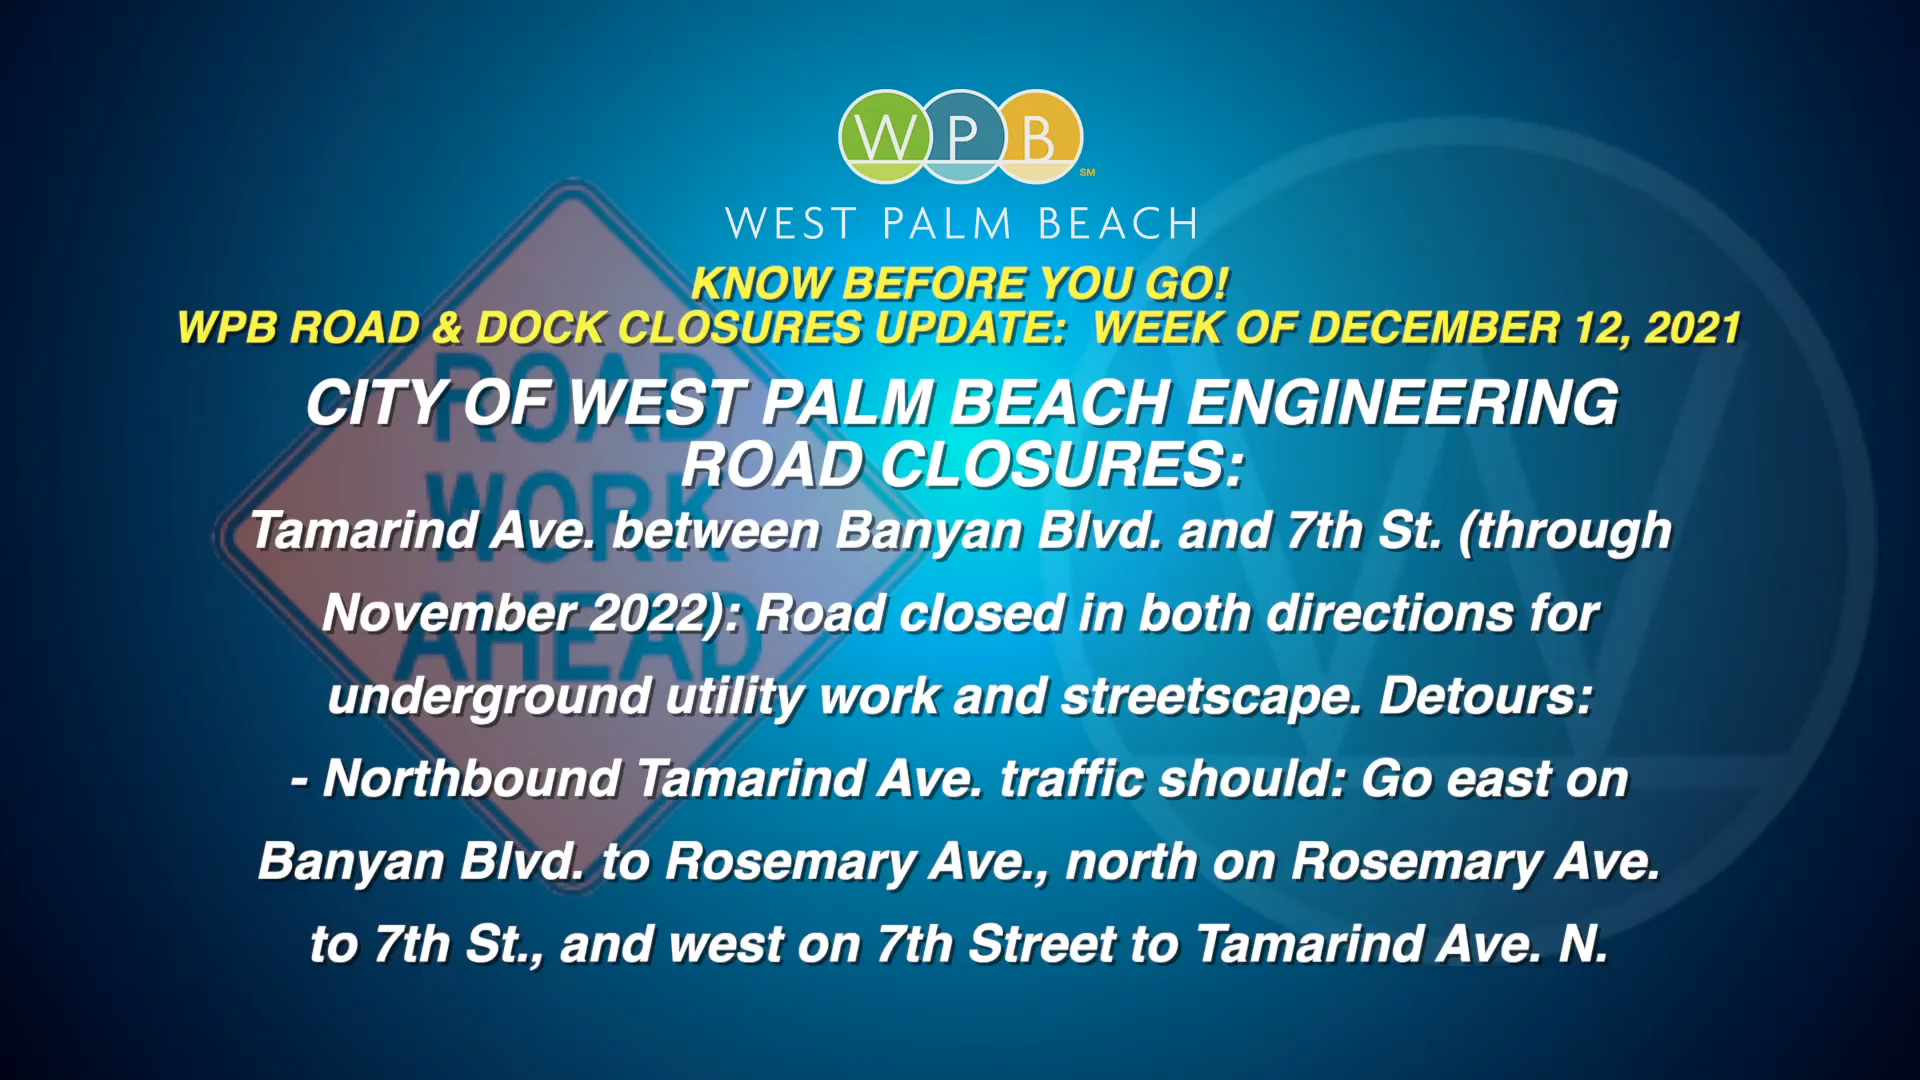 WPB SM
WEST PALM BEACH
KNOW BEFORE YOU GO!
WPB ROAD & DOCK CLOSURES UPDATE: WEEK OF DECEMBER 12, 2021
CITY OF WEST PALM BEACH ENGINEERING
ROAD CLOSURES:
Tamarind Ave. between Banyan Blvd. and 7th St. (through
November 2022): Road closed in both directions for
underground utility work and streetscape. Detours:
- Northbound Tamarind Ave. traffic should: Go east on
Banyan Blvd. to Rosemary Ave., north on Rosemary Ave.
to 7th St., and west on 7th Street to Tamarind Ave. N.
ROAD
WORK
AHEAD
W